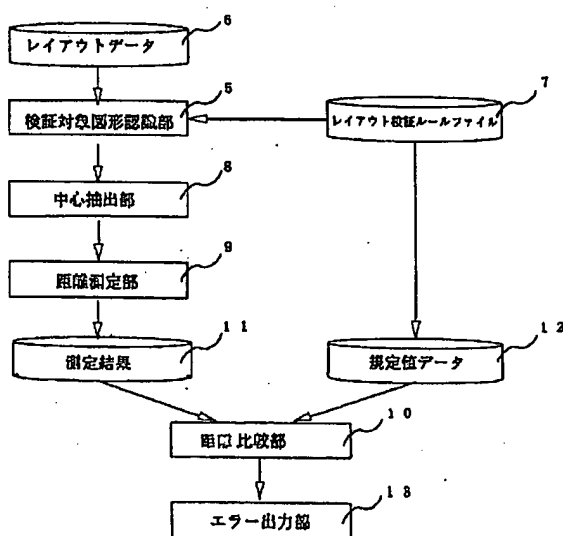 6
レイアウトデータ
5
7
検証対象図形認識部
レイアウト検証ルールファイル
8
中心抽出部
9
距離測定部
11
12
測定結果
規定値データ
10
距離比較部
13
エラー出力部